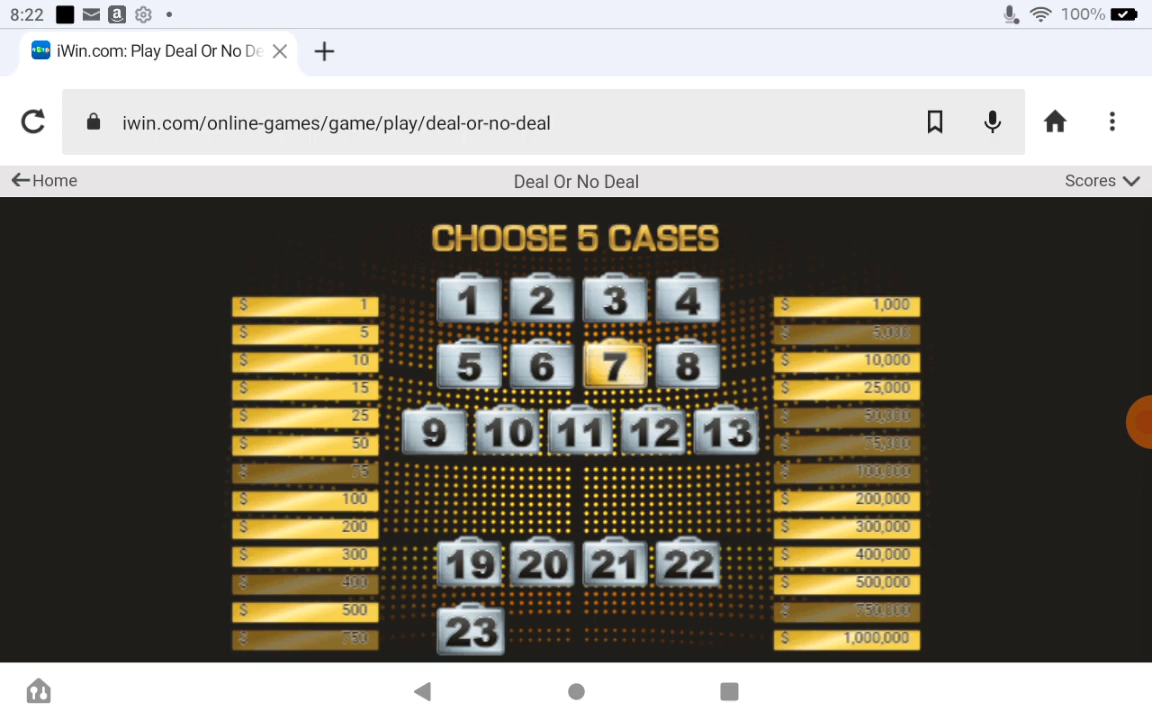 8:22 a 100%
iWin.com: Play Deal Or No De
iwin.com/online-games/game/play/deal-or-no-deal
Home Deal Or No Deal Scores
CHOOSE 5 CASES
1 2 3 4
$ 1 $ 1,000
$ 5 $ 5,000
5 6 7 8
$ 10 $ 10,000
$ 15 $ 25,000
$ 25 $ 50,000
9 10 11 12 13
$ 50 $ 75,000
$ 75 $ 100,000
$ 100 $ 200,000
$ 200 $ 300,000
$ 300 $ 400,000
19 20 21 22
$ 400 $ 500,000
$ 500 $ 750,000
23
$ 750 $ 1,000,000